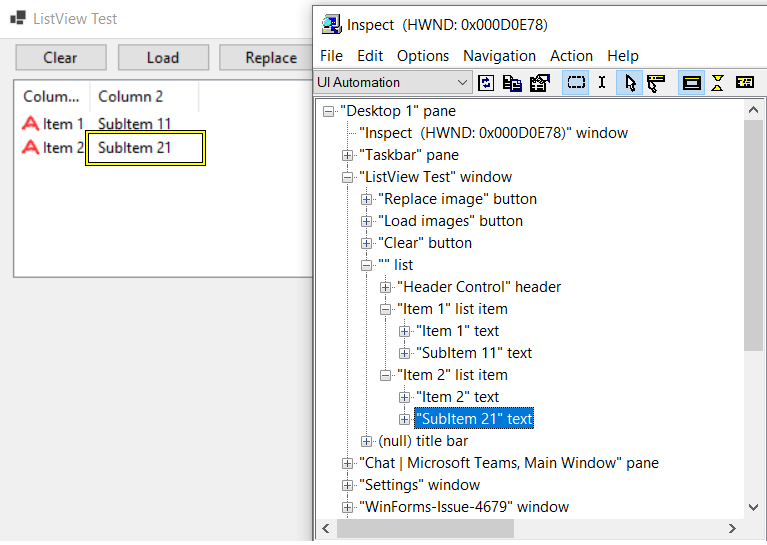 ListView Test
Clear
Load
Replace
Colum...
Column 2
Item 1
SubItem 11
Item 2
SubItem 21
Inspect (HWND: 0x000D0E78)
File Edit Options Navigation Action Help
UI Automation
"Desktop 1" pane
"Inspect (HWND: 0x000D0E78)" window
"Taskbar" pane
"ListView Test" window
"Replace image" button
"Load images" button
"Clear" button
"" list
"Header Control" header
"Item 1" list item
"Item 1" text
"SubItem 11" text
"Item 2" list item
"Item 2" text
"SubItem 21" text
(null) title bar
"Chat | Microsoft Teams, Main Window" pane
"Settings" window
"WinForms-Issue-4679" window